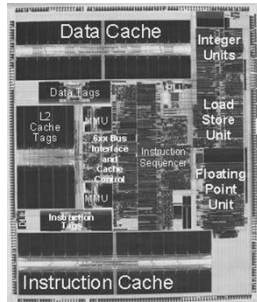 Data Cache
Integer
Units
Data Tags
L2
Cache
Tags
MMU
6xx Bus
Interface
and
Cache
Control
MMU
Instruction
Sequencer
Load
Store
Unit
Floating
Point
Unit
Instruction
Tags
Instruction Cache